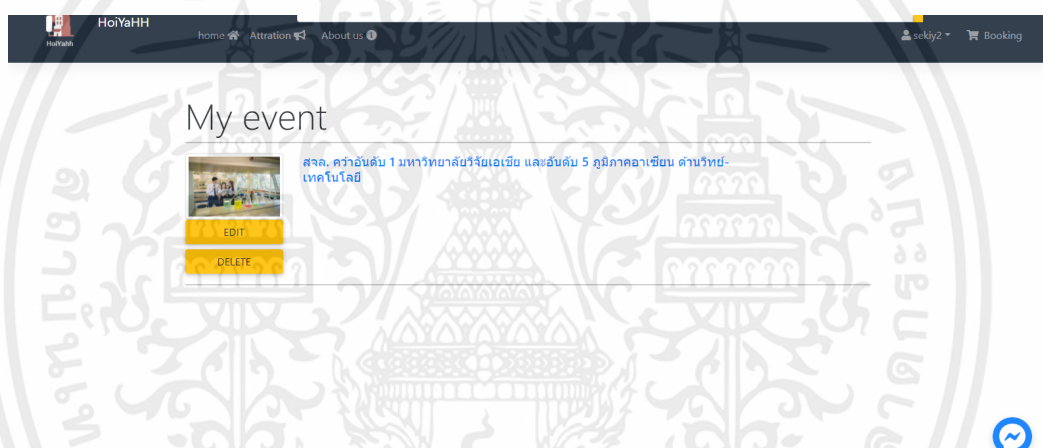 HoiYaHH
HoiYahh
home Attration About us
sekiy2 Booking
My event
สจล. คว้าอันดับ 1 มหาวิทยาลัยวิจัยเอเชีย และอันดับ 5 ภูมิภาคอาเซียน ด้านวิทย์-
เทคโนโลยี
EDIT
DELETE